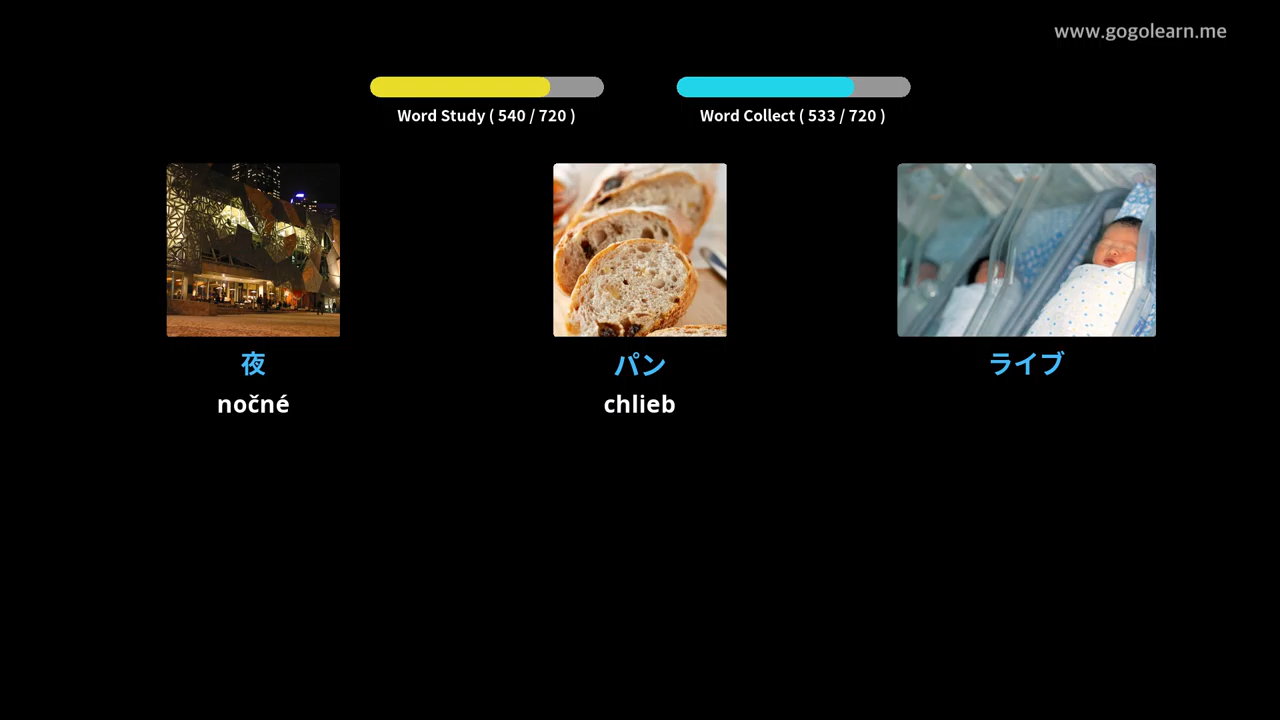 www.gogolearn.me
Word Study ( 540 / 720 )
Word Collect ( 533 / 720 )
夜
パン
ライブ
nočné
chlieb